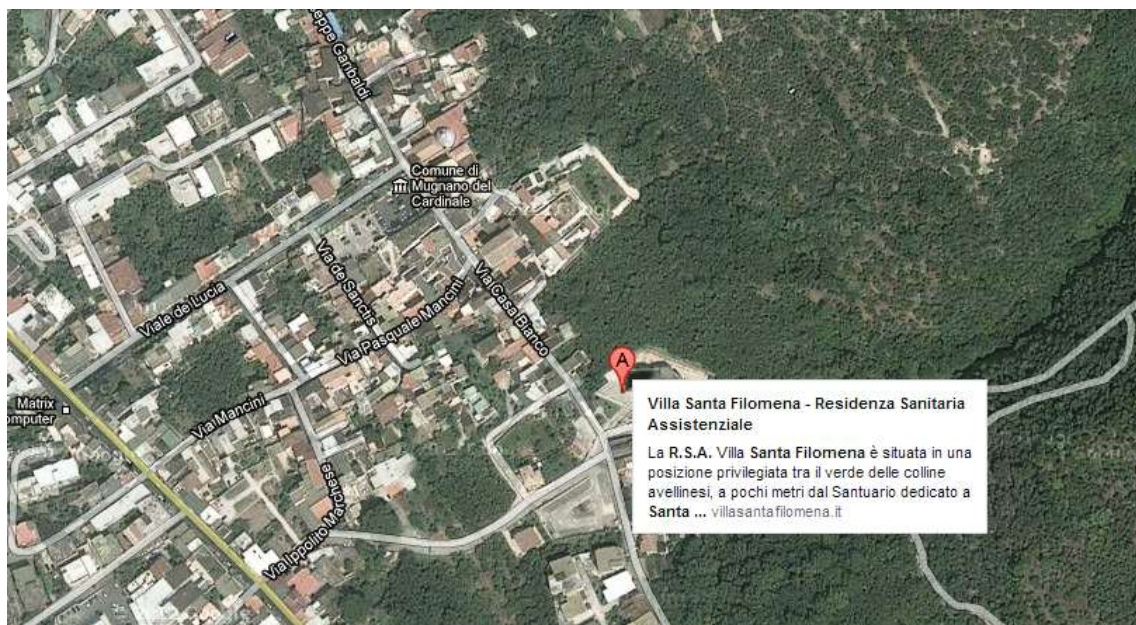 eppe Garibaldi
Comune di
Mugnano del
Cardinale
Viale de Lucia
Via de Sanctis
Via Pasquale Mancini
Via Casa Bianco
Matrix
omputer
Via Mancini
Via Ippolito Marchese
A
Villa Santa Filomena - Residenza Sanitaria
Assistenziale
La R.S.A. Villa Santa Filomena è situata in una
posizione privilegiata tra il verde delle colline
avellinesi, a pochi metri dal Santuario dedicato a
Santa ... villasantafilomena.it